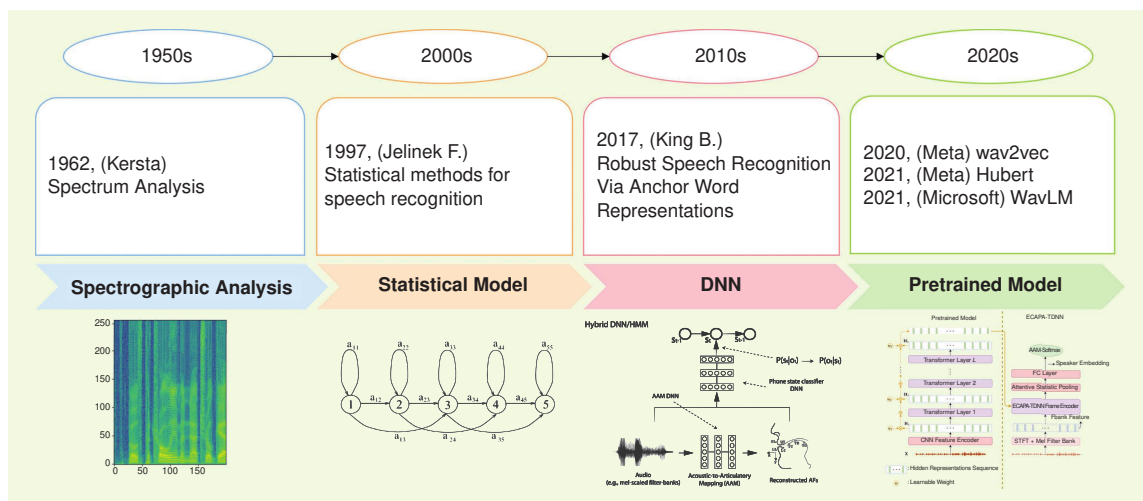 1950s
2000s
2010s
2020s
1962, (Kersta)
Spectrum Analysis
1997, (Jelinek F.)
Statistical methods for
speech recognition
2017, (King B.)
Robust Speech Recognition
Via Anchor Word
Representations
2020, (Meta) wav2vec
2021, (Meta) Hubert
2021, (Microsoft) WavLM
Spectrographic Analysis
Statistical Model
DNN
Pretrained Model
250
200
150
100
50
0
0 50 100 150
a11 a22 a33 a44 a55
1 a12 2 a23 3 a34 4 a45 5
a13 a24 a35
Hybrid DNN/HMM
St-1 St St-1
P(st|ot) → P(ot|st)
Phone state classifier
DNN
AAM DNN
Audio
(e.g., mel-scaled filter-banks)
Acoustic-to-Articulatory
Mapping (AAM)
Reconstructed AFs
Pretrained Model
Transformer Layer L
Transformer Layer 2
Transformer Layer 1
CNN Feature Encoder
X
: Hidden Representations Sequence
: Learnable Weight
ECAPA-TDNN
AAM-Softmax
Speaker Embedding
FC Layer
Attentive Statistic Pooling
ECAPA-TDNN Frame Encoder
Fbank Feature
STFT + Mel Filter Bank